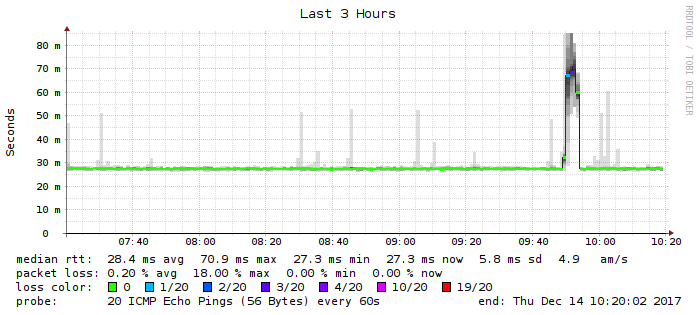 Last 3 Hours
RRDTOOL / TOBI OETIKER
Seconds
80 m
70 m
60 m
50 m
40 m
30 m
20 m
10 m
0
07:40 08:00 08:20 08:40 09:00 09:20 09:40 10:00 10:20
median rtt: 28.4 ms avg 70.9 ms max 27.3 ms min 27.3 ms now 5.8 ms sd 4.9 am/s
packet loss: 0.20 % avg 18.00 % max 0.00 % min 0.00 % now
loss color: 0 1/20 2/20 3/20 4/20 10/20 19/20
probe: 20 ICMP Echo Pings (56 Bytes) every 60s end: Thu Dec 14 10:20:02 2017